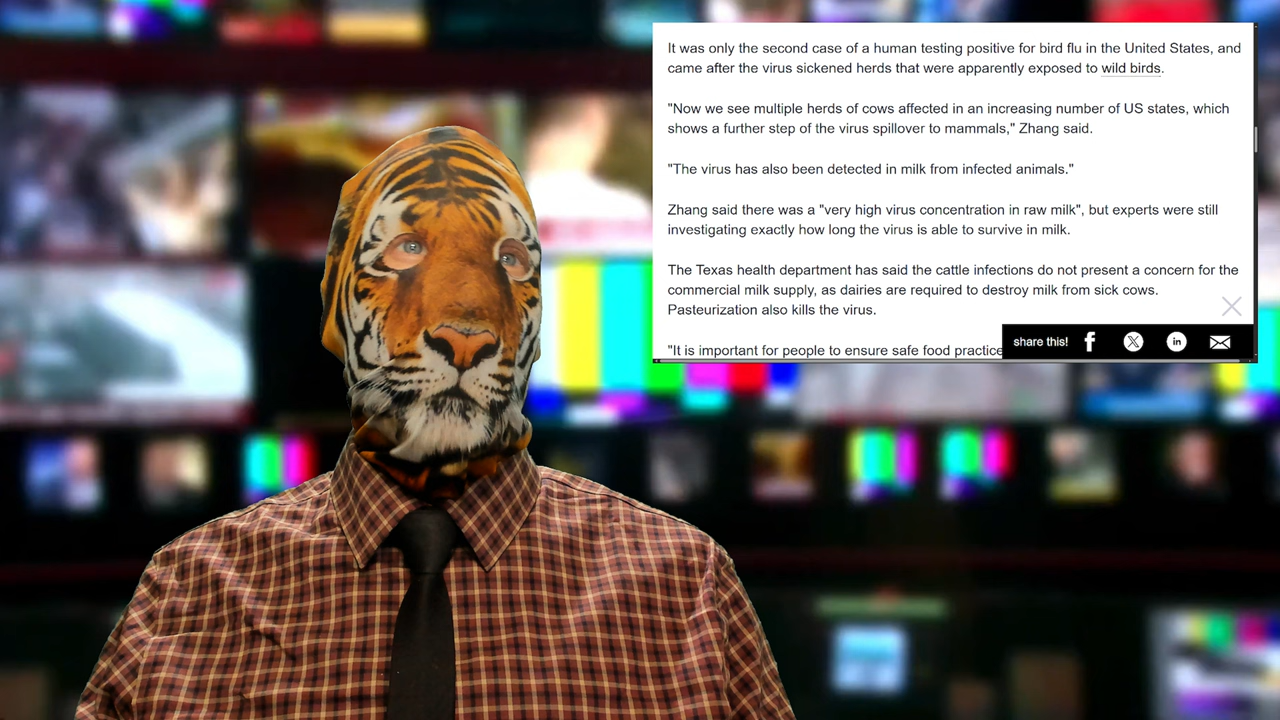 It was only the second case of a human testing positive for bird flu in the United States, and
came after the virus sickened herds that were apparently exposed to wild birds.
"Now we see multiple herds of cows affected in an increasing number of US states, which
shows a further step of the virus spillover to mammals," Zhang said.
"The virus has also been detected in milk from infected animals."
Zhang said there was a "very high virus concentration in raw milk", but experts were still
investigating exactly how long the virus is able to survive in milk.
The Texas health department has said the cattle infections do not present a concern for the
commercial milk supply, as dairies are required to destroy milk from sick cows.
Pasteurization also kills the virus.
"It is important for people to ensure safe food practice
share this!